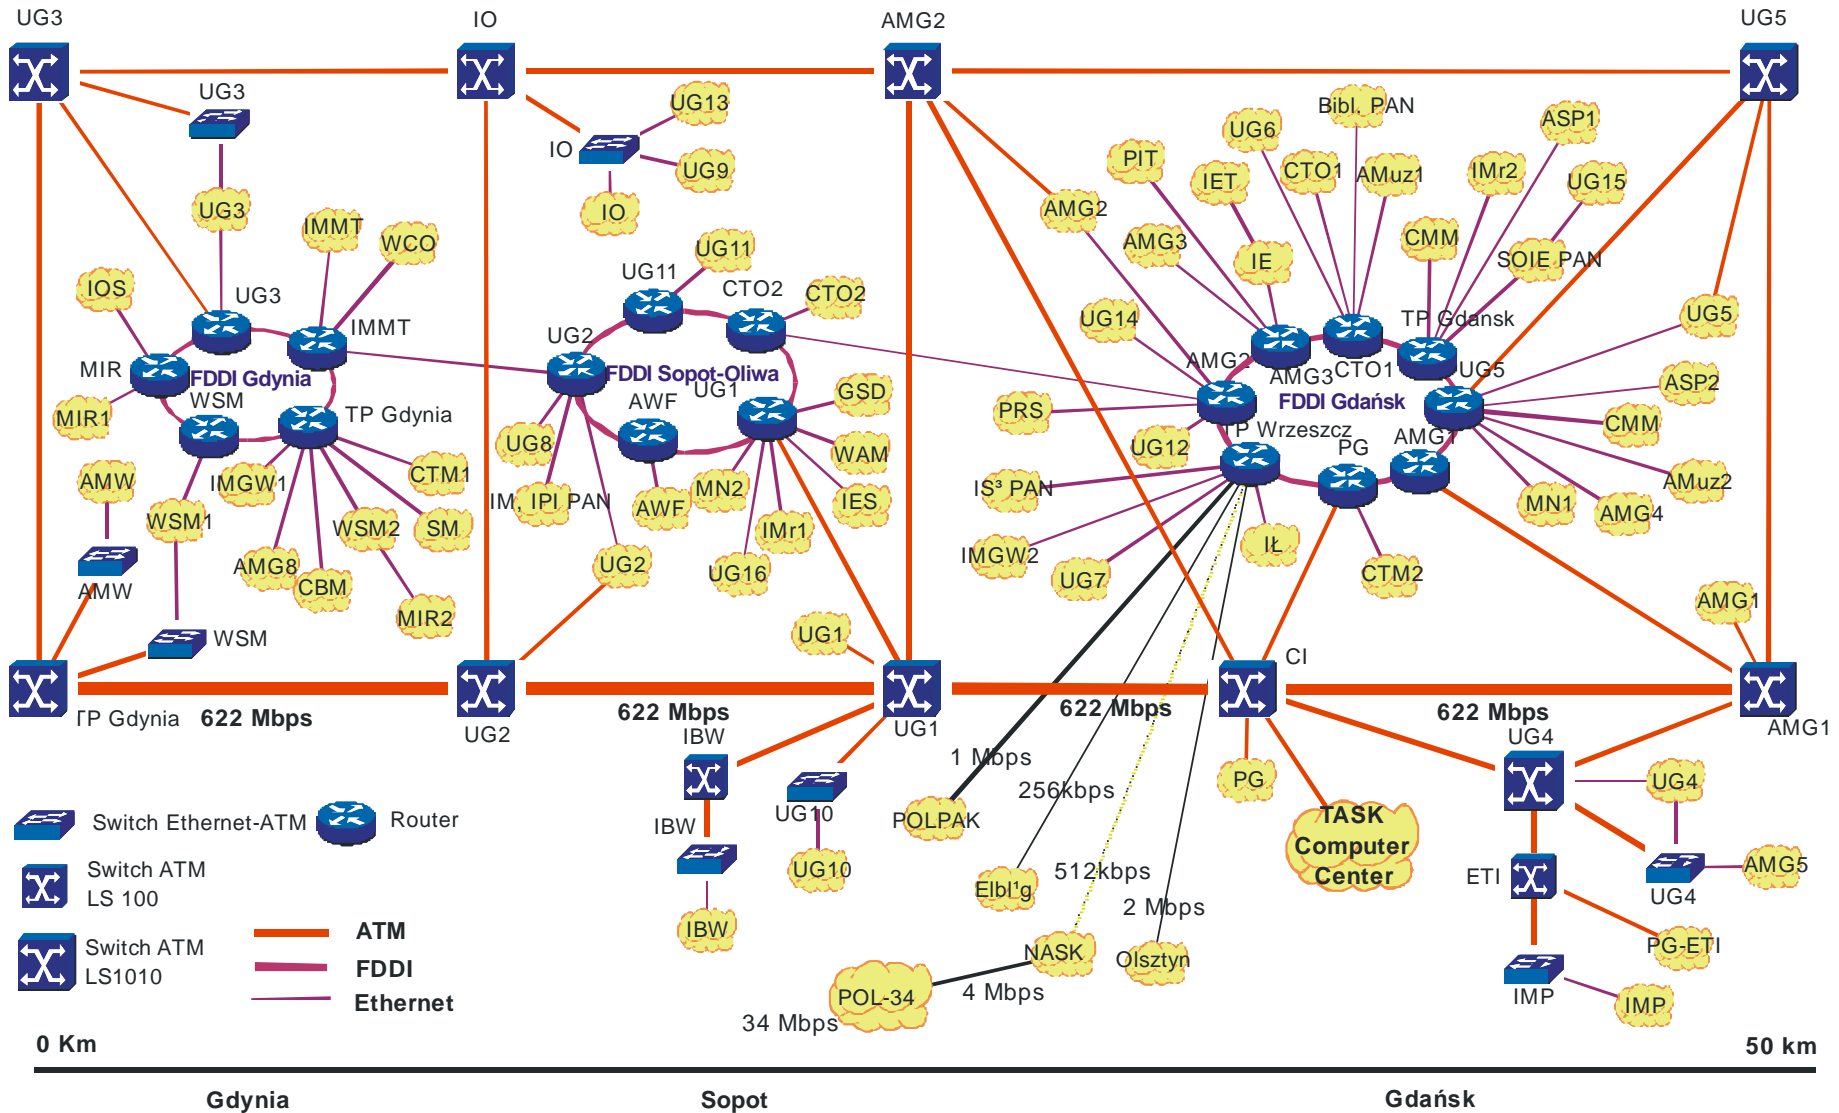 UG3
IO
AMG2
UG5
UG3
UG13
IO
UG9
IO
UG3
IMMT
WCO
IOS
UG3
IMMT
MIR
FDDI Gdynia
WSM
TP Gdynia
MIR1
AMW
IMGW1
CTM1
WSM1
WSM2
SM
AMG8
CBM
MIR2
AMW
WSM
TP Gdynia
622 Mbps
UG11
UG11
CTO2
CTO2
UG2
FDDI Sopot-Oliwa
UG1
AWF
GSD
UG8
WAM
IM, IPI PAN
AWF
MN2
IES
IMr1
UG2
UG16
UG1
UG2
622 Mbps
UG1
IBW
UG10
IBW
UG10
IBW
Bibl. PAN
UG6
ASP1
PIT
IET
CTO1
AMuz1
IMr2
UG15
AMG2
AMG3
IE
CMM
SOIE PAN
UG14
TP Gdansk
UG5
AMG2
AMG3
CTO1
UG5
FDDI Gdańsk
ASP2
PRS
CMM
UG12
TP Wrzeszcz
PG
AMG1
IS³ PAN
AMuz2
MN1
AMG4
IMGW2
UG7
IŁ
CTM2
AMG1
CI
622 Mbps
622 Mbps
AMG1
UG4
1 Mbps
256kbps
PG
UG4
POLPAK
TASK
Computer
Center
512kbps
Elbl¹g
2 Mbps
ETI
UG4
AMG5
NASK
Olsztyn
PG-ETI
POL-34
4 Mbps
34 Mbps
IMP
IMP
Switch Ethernet-ATM
Router
Switch ATM
LS 100
Switch ATM
LS1010
ATM
FDDI
Ethernet
0 Km
50 km
Gdynia
Sopot
Gdańsk